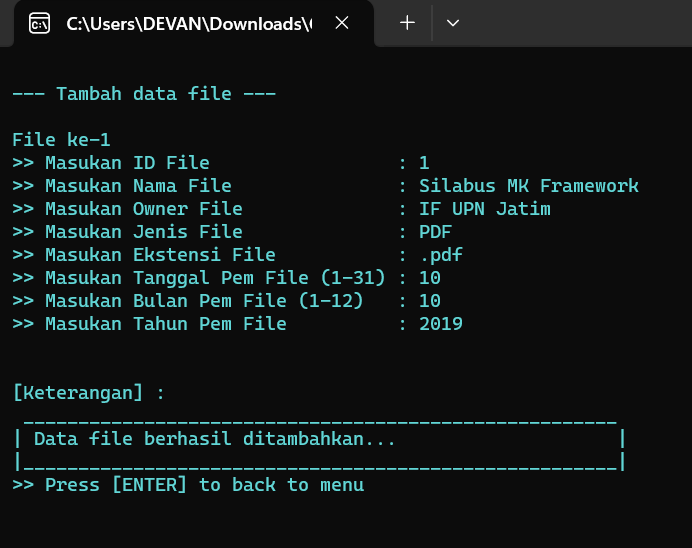 C:\Users\DEVAN\Downloads\
--- Tambah data file ---
File ke-1
>> Masukan ID File : 1
>> Masukan Nama File : Silabus MK Framework
>> Masukan Owner File : IF UPN Jatim
>> Masukan Jenis File : PDF
>> Masukan Ekstensi File : .pdf
>> Masukan Tanggal Pem File (1-31) : 10
>> Masukan Bulan Pem File (1-12) : 10
>> Masukan Tahun Pem File : 2019
[Keterangan] :
| Data file berhasil ditambahkan... |
>> Press [ENTER] to back to menu